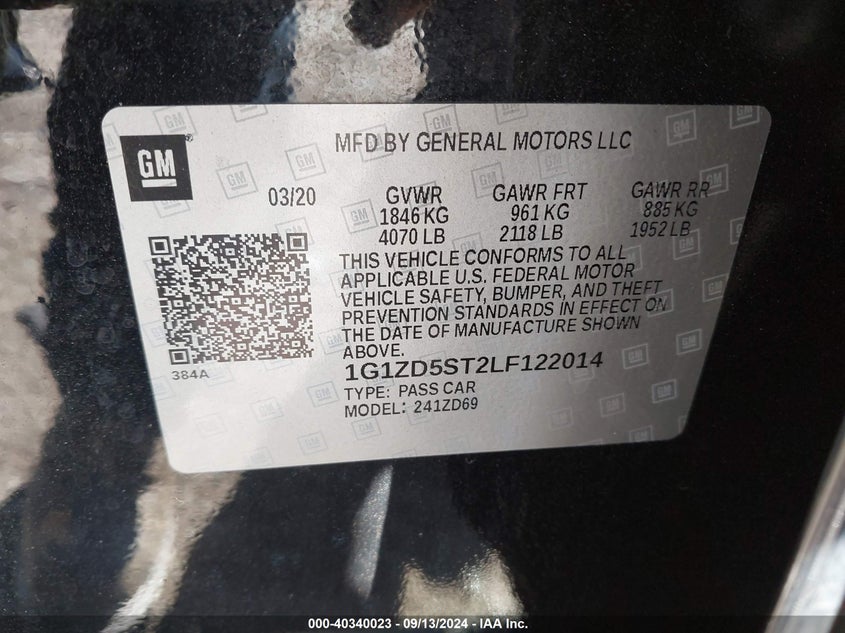 GM
MFD BY GENERAL MOTORS LLC
03/20
GVWR GAWR FRT GAWR RR
1846 KG 961 KG 885 KG
4070 LB 2118 LB 1952 LB
THIS VEHICLE CONFORMS TO ALL
APPLICABLE U.S. FEDERAL MOTOR
VEHICLE SAFETY, BUMPER, AND THEFT
PREVENTION STANDARDS IN EFFECT ON
THE DATE OF MANUFACTURE SHOWN
ABOVE.
384A
1G1ZD5ST2LF122014
TYPE: PASS CAR
MODEL: 241ZD69
000-40340023 - 09/13/2024 - IAA Inc.